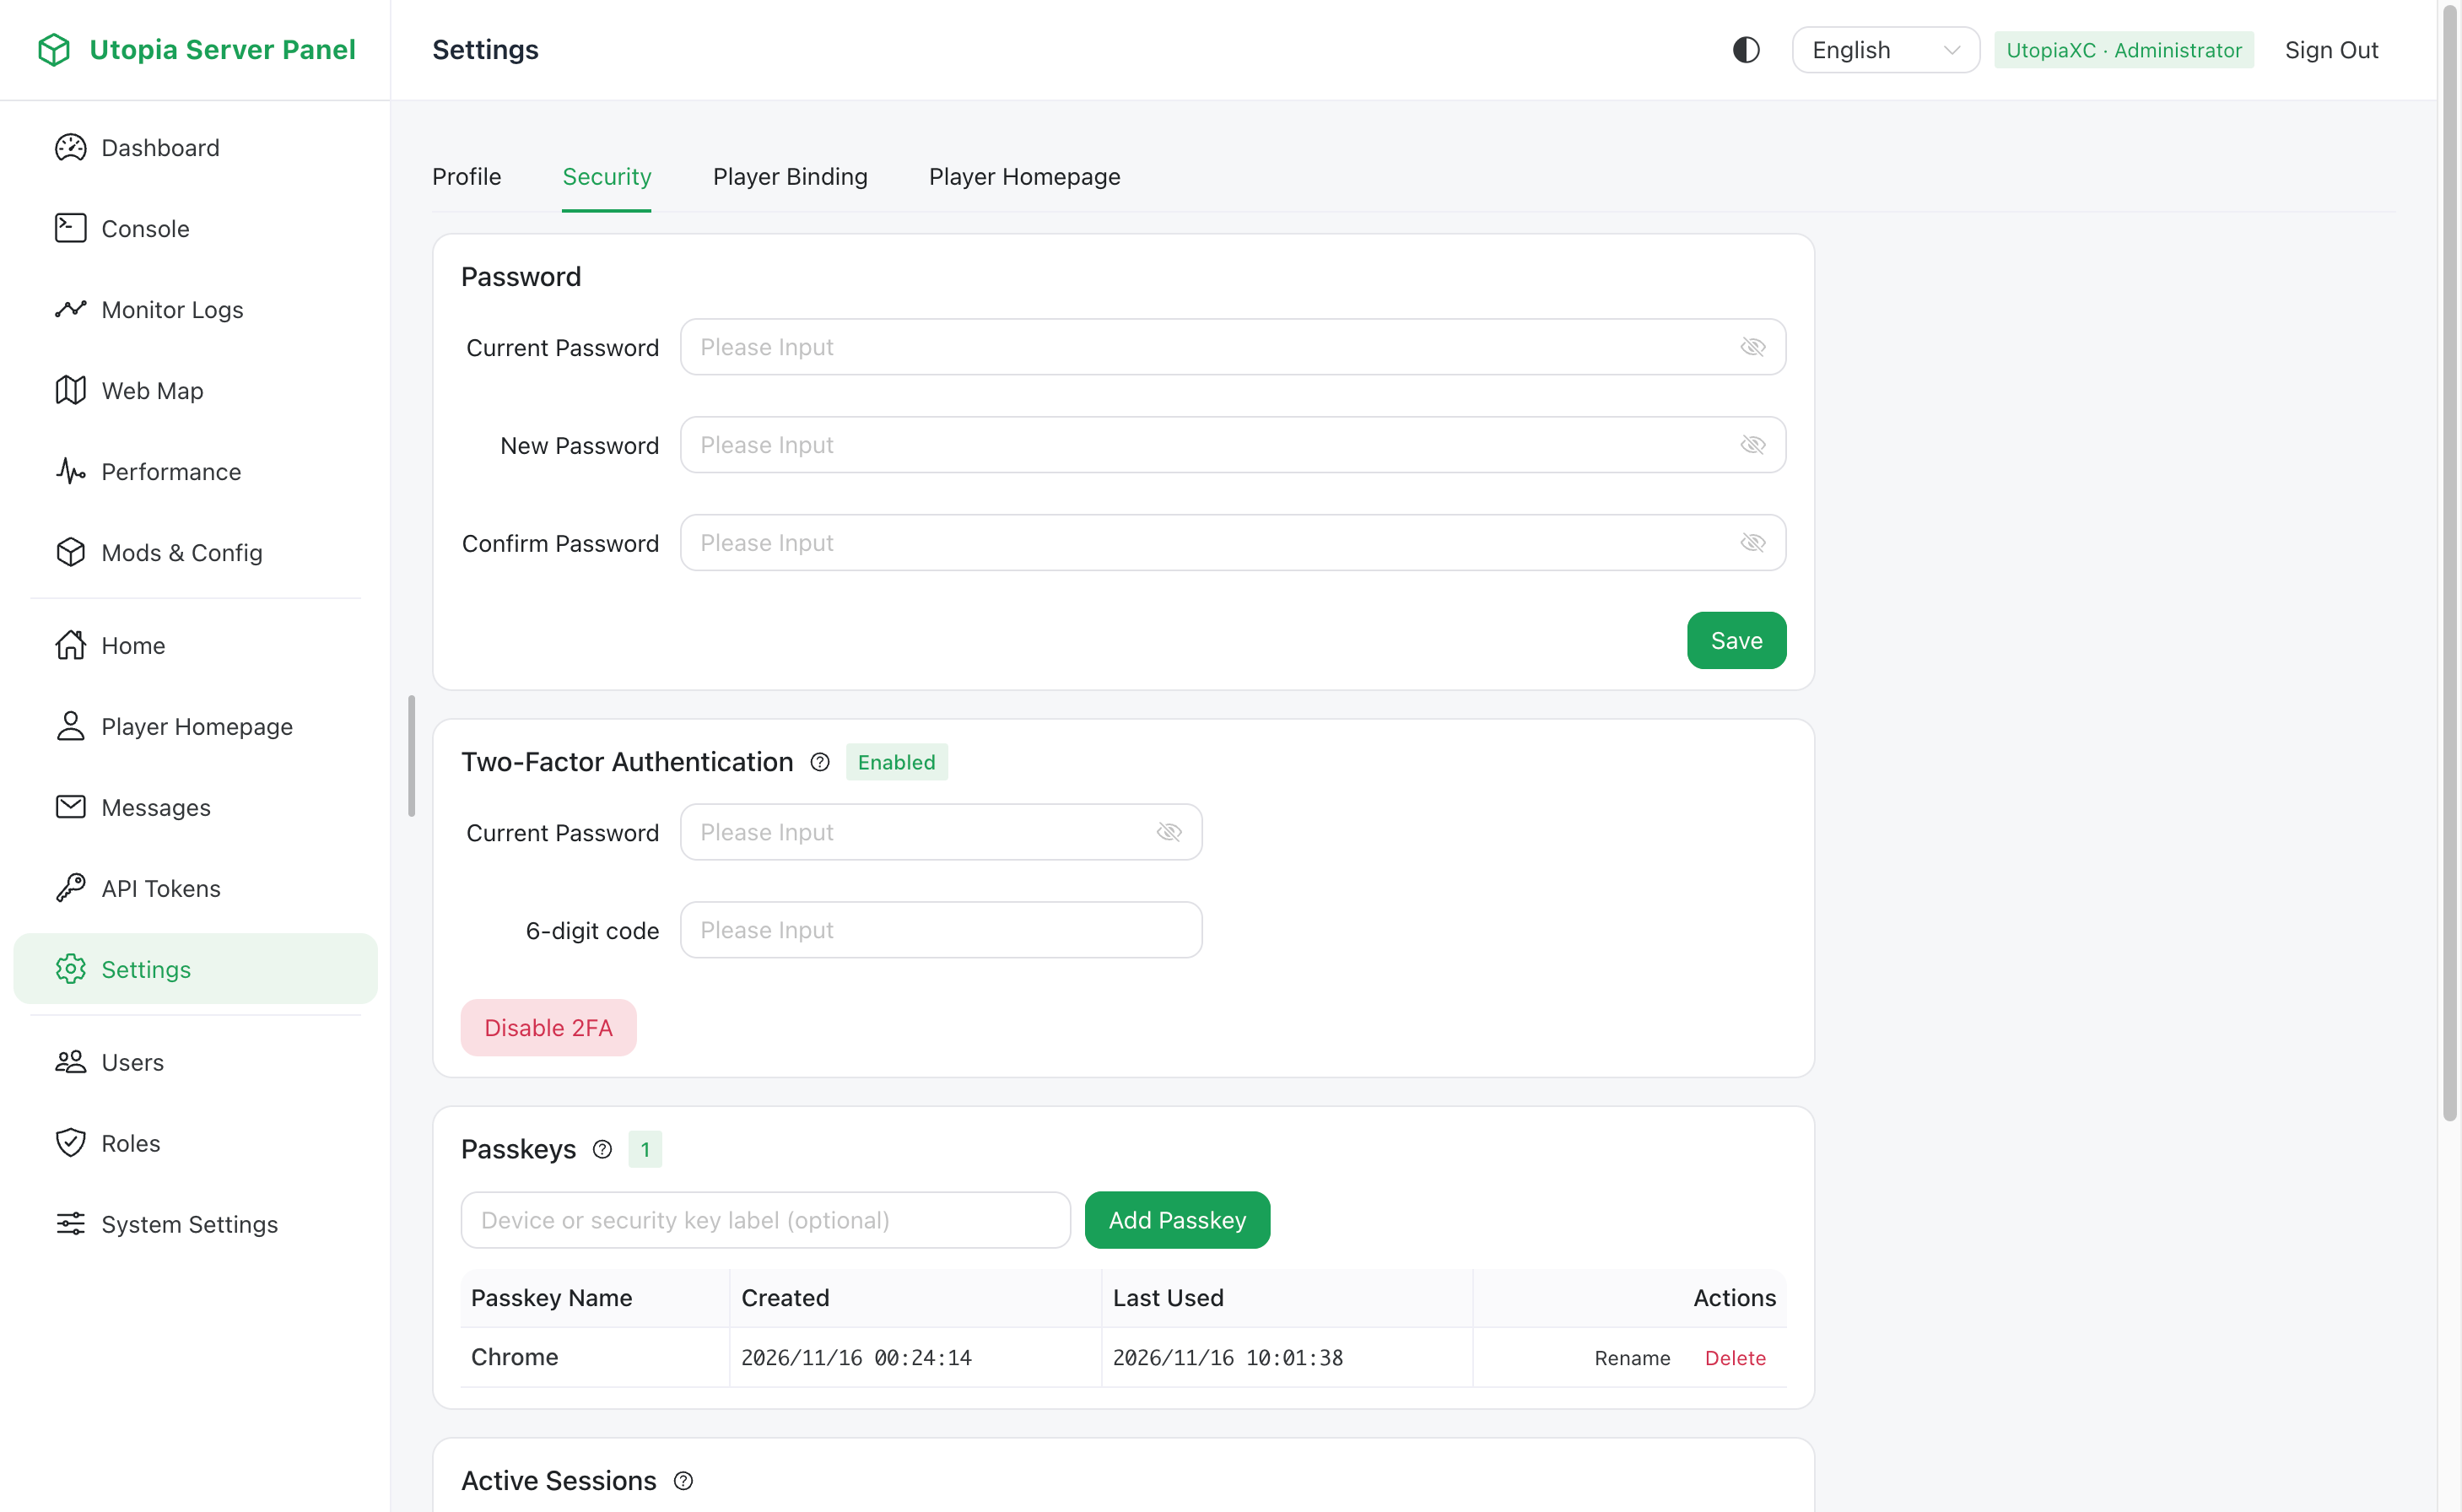 Utopia Server Panel
Settings
English
UtopiaXC · Administrator
Sign Out
Dashboard
Console
Monitor Logs
Web Map
Performance
Mods & Config
Home
Player Homepage
Messages
API Tokens
Settings
Users
Roles
System Settings
Profile Security Player Binding Player Homepage
Password
Current Password Please Input
New Password Please Input
Confirm Password Please Input
Save
Two-Factor Authentication Enabled
Current Password Please Input
6-digit code Please Input
Disable 2FA
Passkeys 1
Device or security key label (optional) Add Passkey
Passkey Name Created Last Used Actions
Chrome 2026/11/16 00:24:14 2026/11/16 10:01:38 Rename Delete
Active Sessions